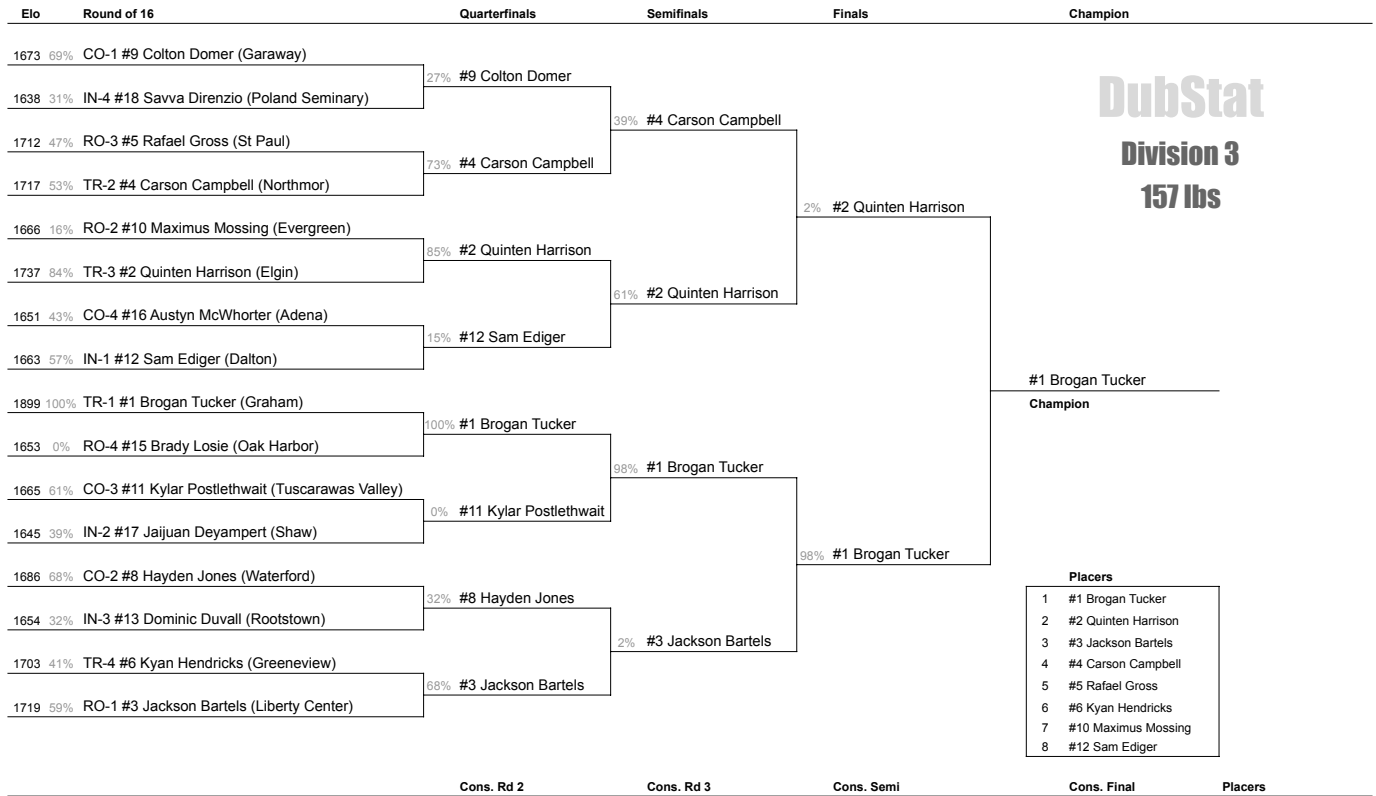 Elo Round of 16 Quarterfinals Semifinals Finals Champion
1673 69% CO-1 #9 Colton Domer (Garaway)
27% #9 Colton Domer
1638 31% IN-4 #18 Savva Direnzio (Poland Seminary)
39% #4 Carson Campbell
1712 47% RO-3 #5 Rafael Gross (St Paul)
73% #4 Carson Campbell
1717 53% TR-2 #4 Carson Campbell (Northmor)
DubStat
Division 3
157 lbs
2% #2 Quinten Harrison
1666 16% RO-2 #10 Maximus Mossing (Evergreen)
85% #2 Quinten Harrison
1737 84% TR-3 #2 Quinten Harrison (Elgin)
61% #2 Quinten Harrison
1651 43% CO-4 #16 Austyn McWhorter (Adena)
15% #12 Sam Ediger
1663 57% IN-1 #12 Sam Ediger (Dalton)
#1 Brogan Tucker
Champion
1899 100% TR-1 #1 Brogan Tucker (Graham)
100% #1 Brogan Tucker
1653 0% RO-4 #15 Brady Losie (Oak Harbor)
98% #1 Brogan Tucker
1665 61% CO-3 #11 Kylar Postlethwait (Tuscarawas Valley)
0% #11 Kylar Postlethwait
1645 39% IN-2 #17 Jaijuan Deyampert (Shaw)
98% #1 Brogan Tucker
1686 68% CO-2 #8 Hayden Jones (Waterford)
32% #8 Hayden Jones
1654 32% IN-3 #13 Dominic Duvall (Rootstown)
2% #3 Jackson Bartels
1703 41% TR-4 #6 Kyan Hendricks (Greeneview)
68% #3 Jackson Bartels
1719 59% RO-1 #3 Jackson Bartels (Liberty Center)
Placers
1 #1 Brogan Tucker
2 #2 Quinten Harrison
3 #3 Jackson Bartels
4 #4 Carson Campbell
5 #5 Rafael Gross
6 #6 Kyan Hendricks
7 #10 Maximus Mossing
8 #12 Sam Ediger
Cons. Rd 2 Cons. Rd 3 Cons. Semi Cons. Final Placers